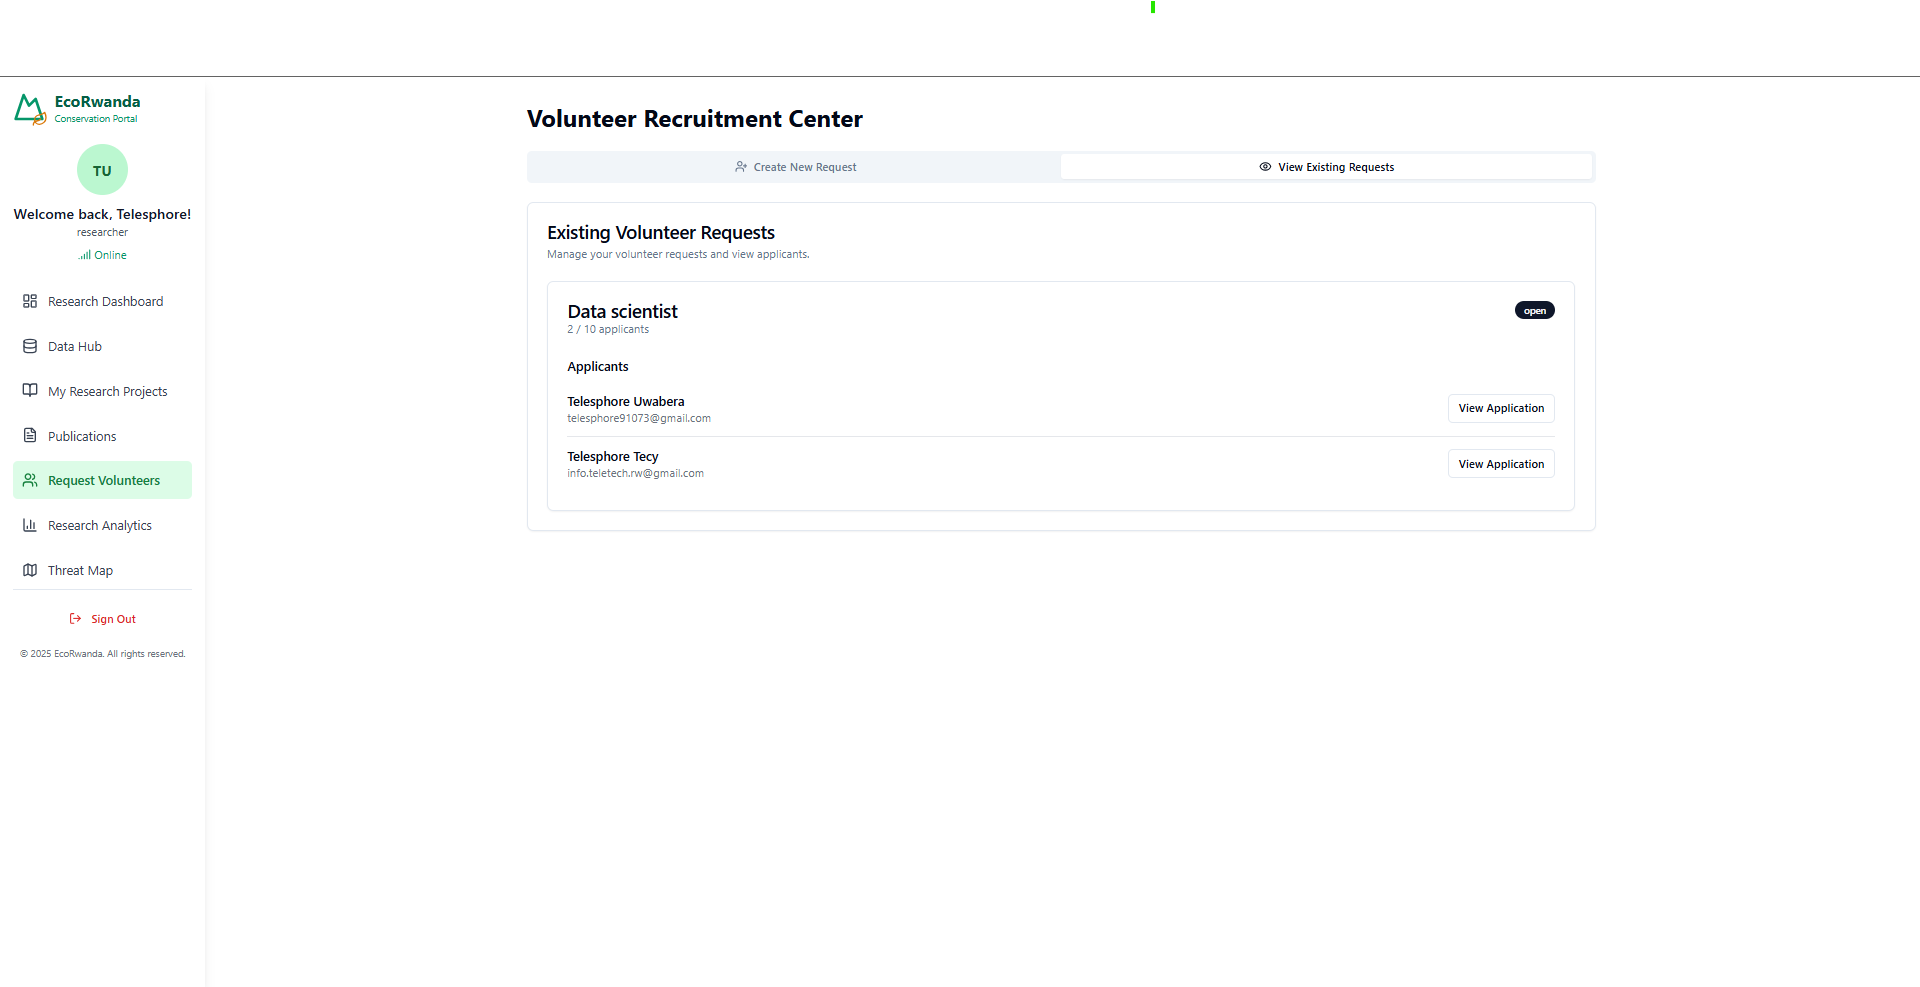 EcoRwanda
Conservation Portal
TU
Welcome back, Telesphore!
researcher
Online
Research Dashboard
Data Hub
My Research Projects
Publications
Request Volunteers
Research Analytics
Threat Map
Sign Out
© 2025 EcoRwanda. All rights reserved.
Volunteer Recruitment Center
Create New Request
View Existing Requests
Existing Volunteer Requests
Manage your volunteer requests and view applicants.
Data scientist
open
2 / 10 applicants
Applicants
Telesphore Uwabera
telesphore91073@gmail.com
View Application
Telesphore Tecy
info.teletech.rw@gmail.com
View Application